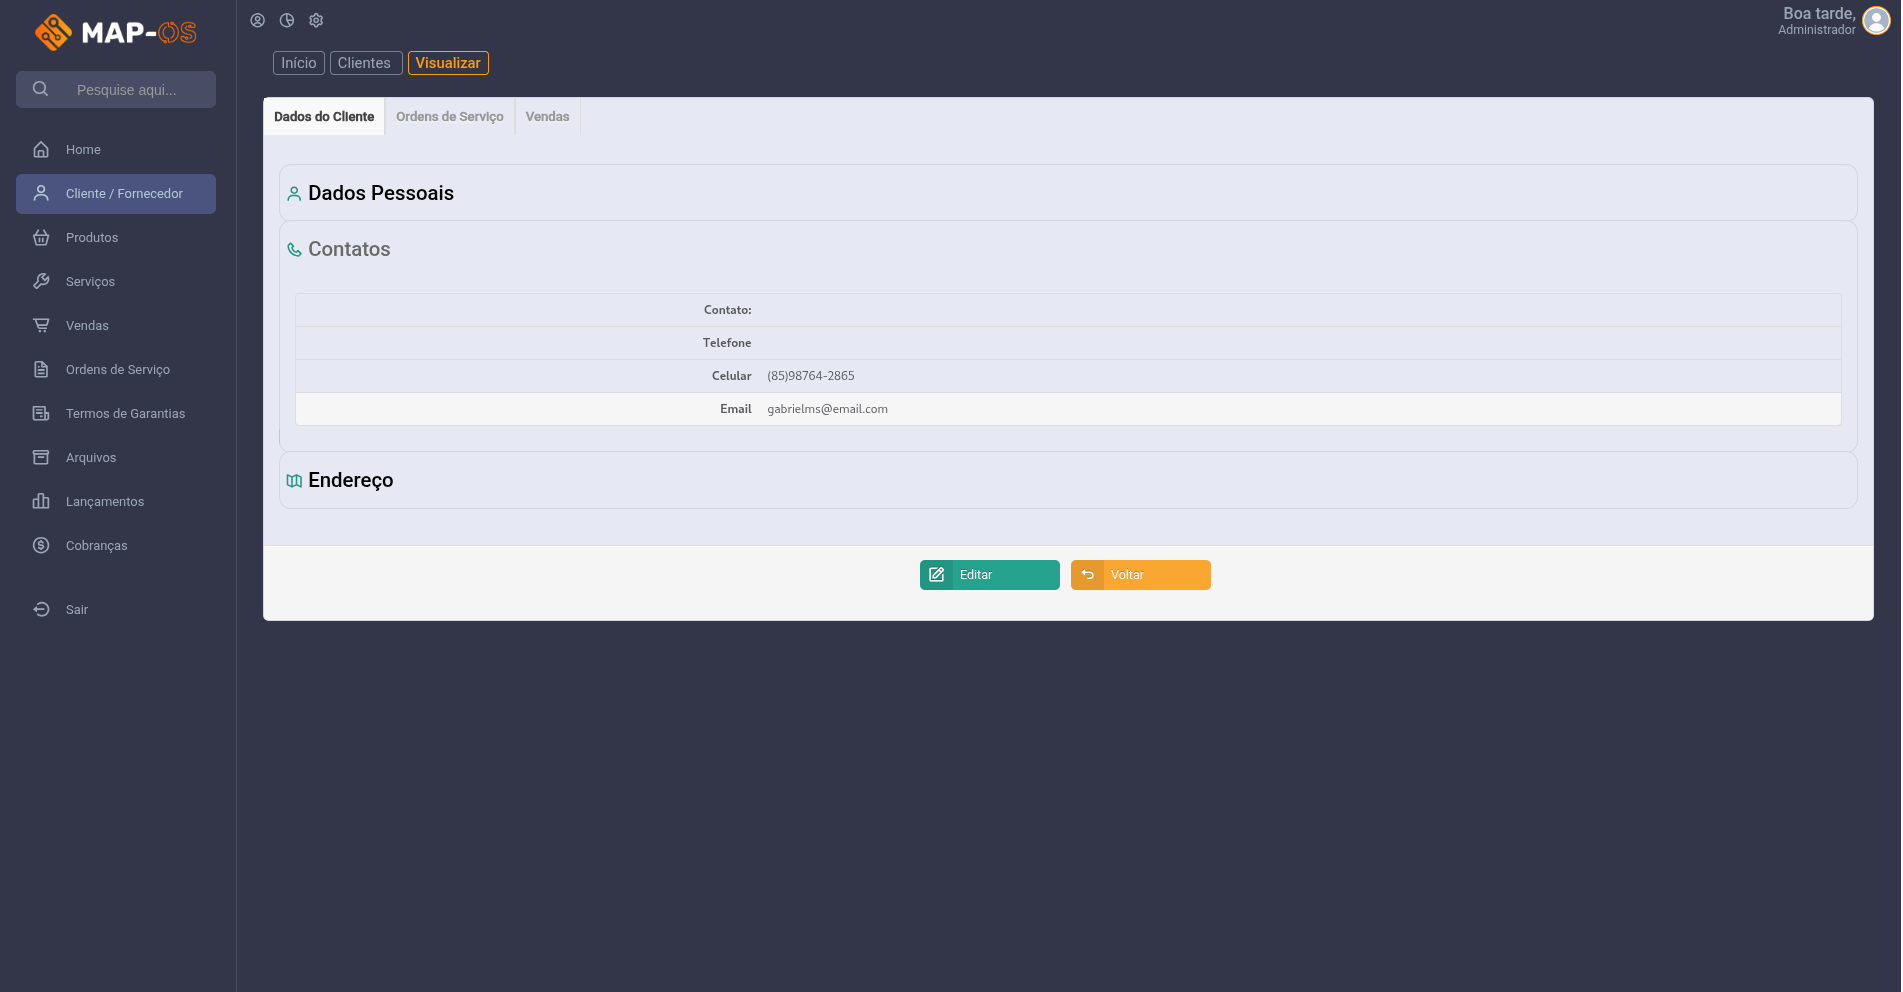 MAP-OS
Boa tarde,
Administrador
Pesquise aqui...
Início
Clientes
Visualizar
Home
Cliente / Fornecedor
Produtos
Serviços
Vendas
Ordens de Serviço
Termos de Garantias
Arquivos
Lançamentos
Cobranças
Sair
Dados do Cliente
Ordens de Serviço
Vendas
Dados Pessoais
Contatos
Contato:
Telefone
Celular (85)98764-2865
Email gabrielms@email.com
Endereço
Editar
Voltar